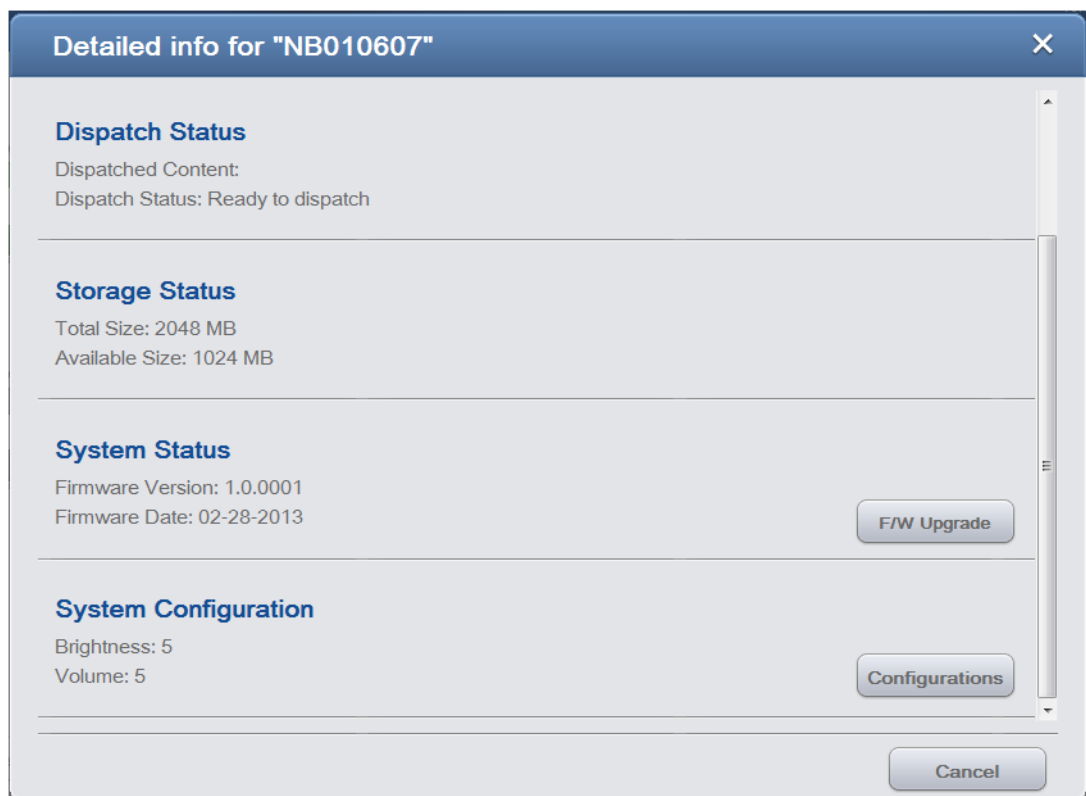 Detailed info for "NB010607"
Dispatch Status
Dispatched Content:
Dispatch Status: Ready to dispatch
Storage Status
Total Size: 2048 MB
Available Size: 1024 MB
System Status
Firmware Version: 1.0.0001
Firmware Date: 02-28-2013
F/W Upgrade
System Configuration
Brightness: 5
Volume: 5
Configurations
Cancel